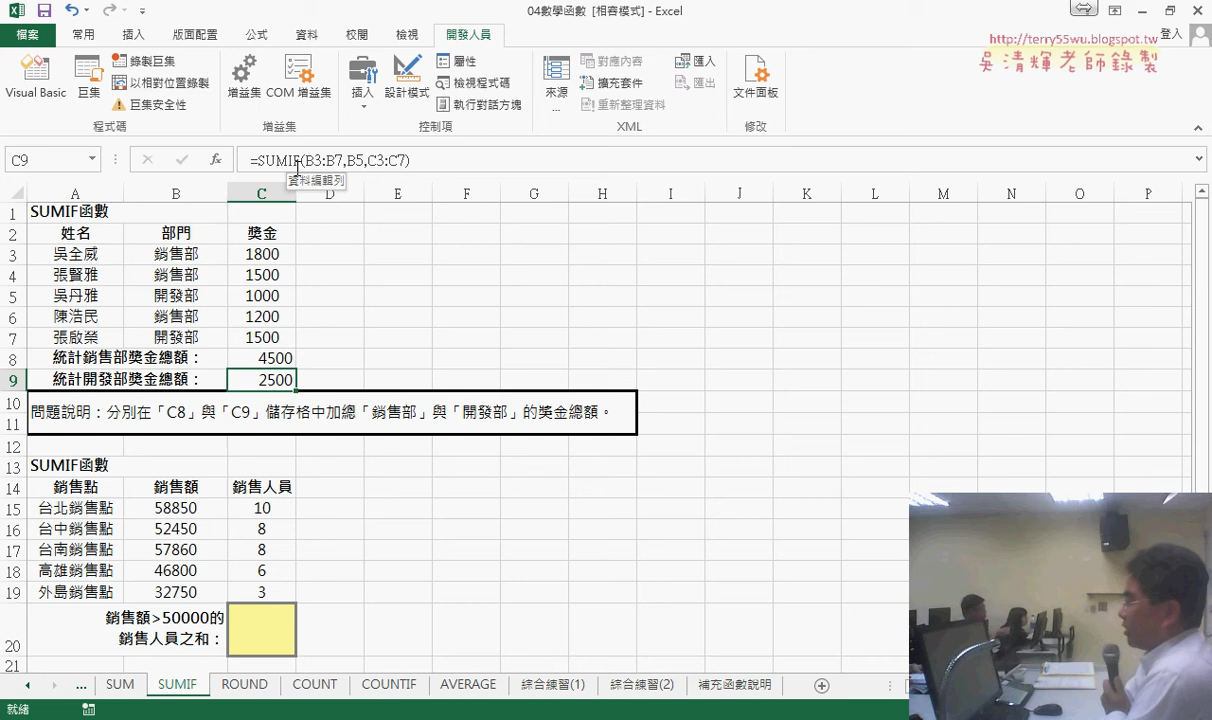 04數學函數 [相容模式] - Excel
檔案 常用 插入 版面配置 公式 資料 校閱 檢視 開發人員 登入
http://terry55wu.blogspot.tw
吳清輝老師錄製
Visual Basic 巨集 錄製巨集 以相對位置錄製 巨集安全性
增益集 COM 增益集
插入 設計模式 屬性 檢視程式碼 執行對話方塊
來源 對應內容 擴充套件 重新整理資料 匯入 匯出
文件面板
程式碼 增益集 控制項 XML 修改
C9 fx =SUMIF(B3:B7,B5,C3:C7)
資料編輯列
A B C D E F G H I J K L M N O P
1 SUMIF函數
2 姓名 部門 獎金
3 吳全威 銷售部 1800
4 張賢雅 銷售部 1500
5 吳丹雅 開發部 1000
6 陳浩民 銷售部 1200
7 張啟榮 開發部 1500
8 統計銷售部獎金總額： 4500
9 統計開發部獎金總額： 2500
10 問題說明：分別在「C8」與「C9」儲存格中加總「銷售部」與「開發部」的獎金總額。
11
12
13 SUMIF函數
14 銷售點 銷售額 銷售人員
15 台北銷售點 58850 10
16 台中銷售點 52450 8
17 台南銷售點 57860 8
18 高雄銷售點 46800 6
19 外島銷售點 32750 3
銷售額>50000的
20 銷售人員之和：
21
... SUM SUMIF ROUND COUNT COUNTIF AVERAGE 綜合練習(1) 綜合練習(2) 補充函數說明
就緒